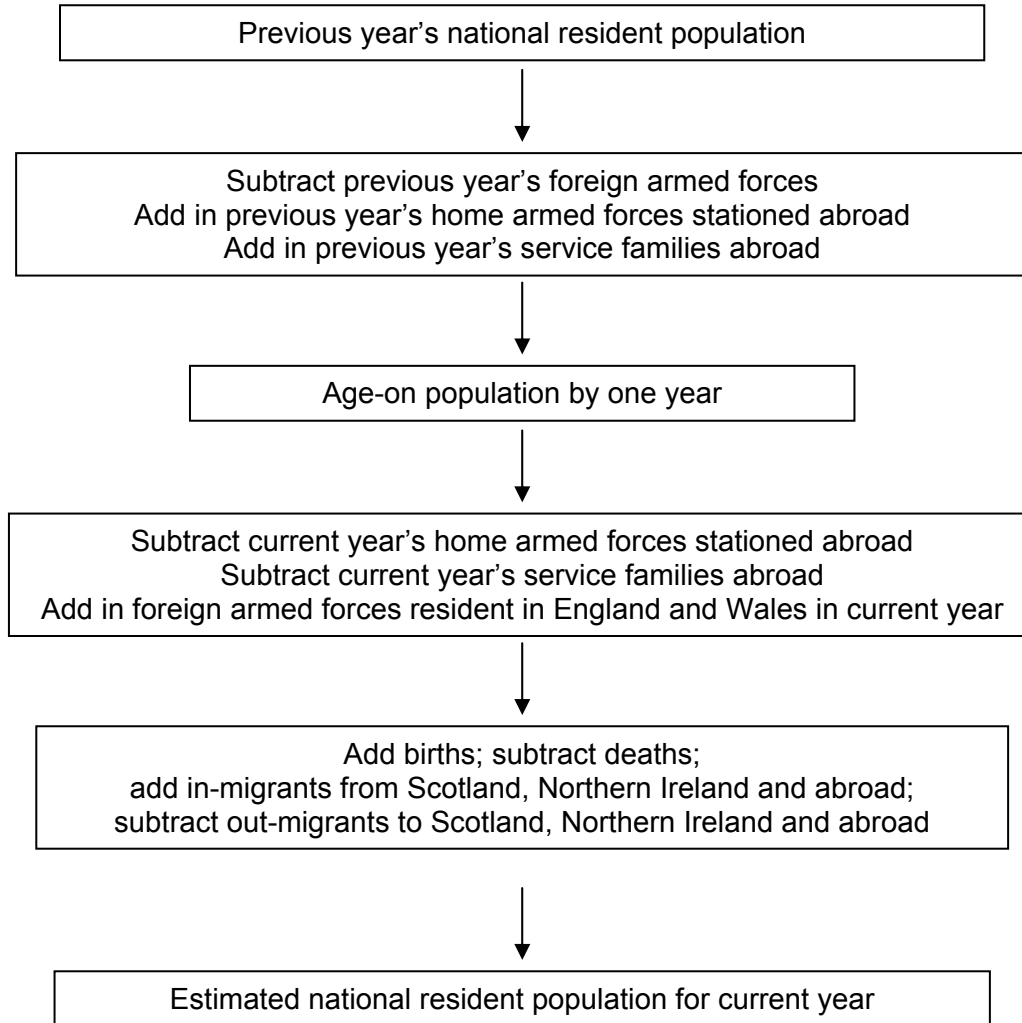 Previous year’s national resident population
Subtract previous year’s foreign armed forces
Add in previous year’s home armed forces stationed abroad
Add in previous year’s service families abroad
Age-on population by one year
Subtract current year’s home armed forces stationed abroad
Subtract current year’s service families abroad
Add in foreign armed forces resident in England and Wales in current year
Add births; subtract deaths;
add in-migrants from Scotland, Northern Ireland and abroad;
subtract out-migrants to Scotland, Northern Ireland and abroad
Estimated national resident population for current year